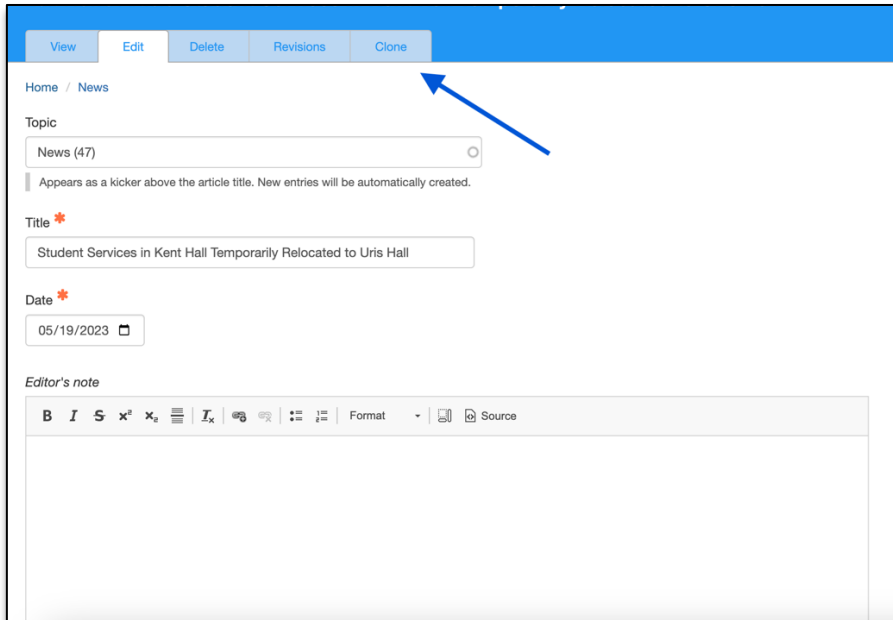 View Edit Delete Revisions Clone
Home / News
Topic
News (47)
Appears as a kicker above the article title. New entries will be automatically created.
Title *
Student Services in Kent Hall Temporarily Relocated to Uris Hall
Date *
05/19/2023
Editor's note
B I S x² x₂ Tx Format Source